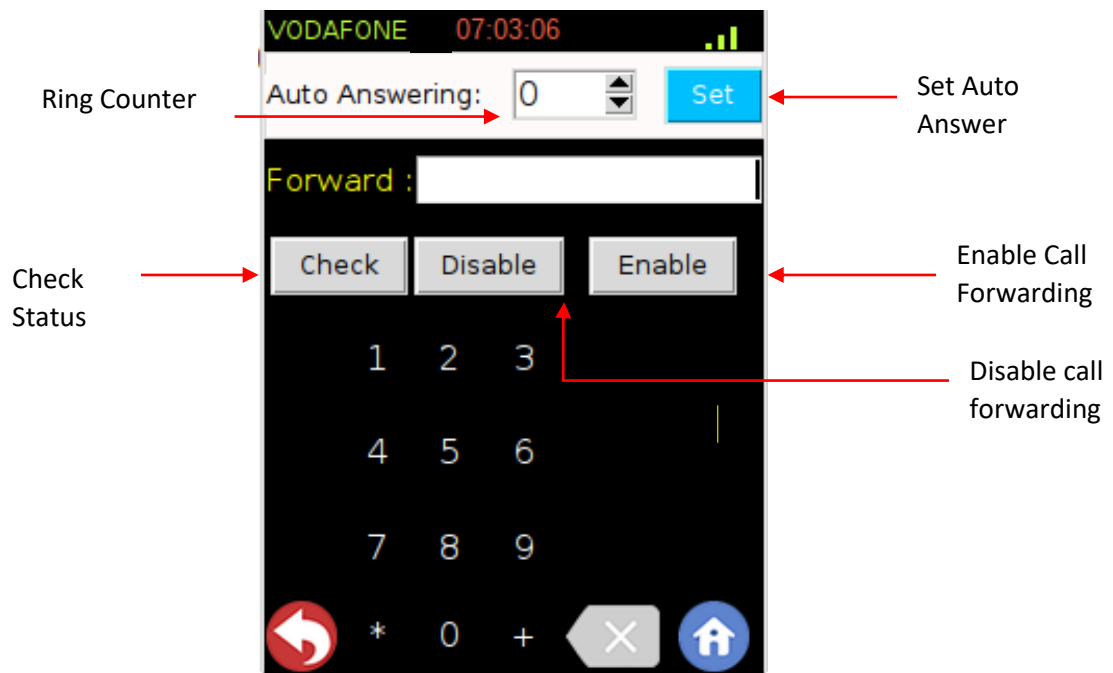 VODAFONE 07:03:06
Ring Counter
Auto Answering: 0 Set
Set Auto
Answer
Forward :
Check
Status
Check Disable Enable
Enable Call
Forwarding
Disable call
forwarding
1 2 3
4 5 6
7 8 9
* 0 +